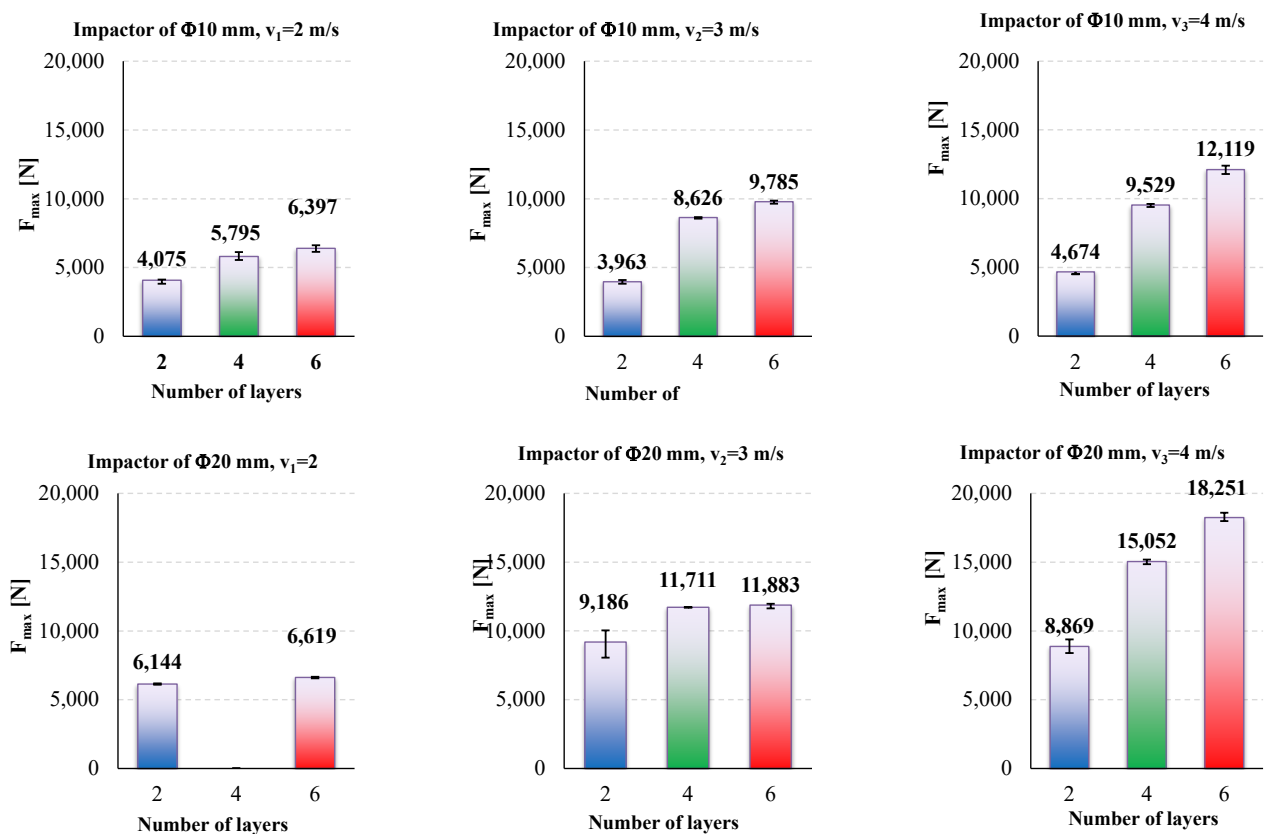 Impactor of Φ10 mm, v₁=2 m/s
20,000
15,000
10,000
5,000
0
Fmax [N]
4,075
5,795
6,397
2 4 6
Number of layers
Impactor of Φ10 mm, v₂=3 m/s
20,000
15,000
10,000
5,000
0
Fmax [N]
3,963
8,626
9,785
2 4 6
Number of
Impactor of Φ10 mm, v₃=4 m/s
20,000
15,000
10,000
5,000
0
Fmax [N]
4,674
9,529
12,119
2 4 6
Number of layers
Impactor of Φ20 mm, v₁=2
20,000
15,000
10,000
5,000
0
Fmax [N]
6,144
6,619
2 4 6
Number of layers
Impactor of Φ20 mm, v₂=3 m/s
20,000
15,000
10,000
5,000
0
Fmax [N]
9,186
11,711
11,883
2 4 6
Number of layers
Impactor of Φ20 mm, v₃=4 m/s
20,000
15,000
10,000
5,000
0
Fmax [N]
8,869
15,052
18,251
2 4 6
Number of layers